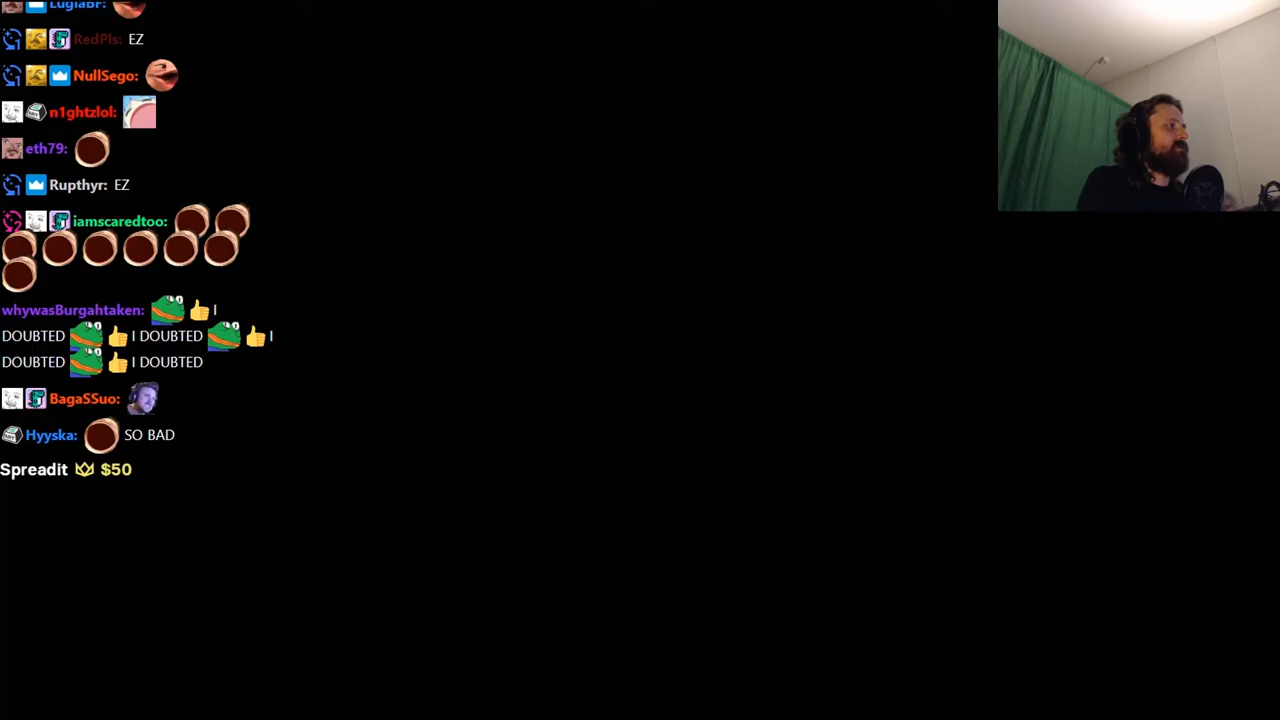 LugiaBF:
RedPls: EZ
NullSego:
n1ghtzlol:
eth79:
Rupthyr: EZ
iamscaredtoo:
whywasBurgahtaken: I
DOUBTED I DOUBTED I
DOUBTED I DOUBTED
BagaSSuo:
Hyyska: SO BAD
Spreadit $50